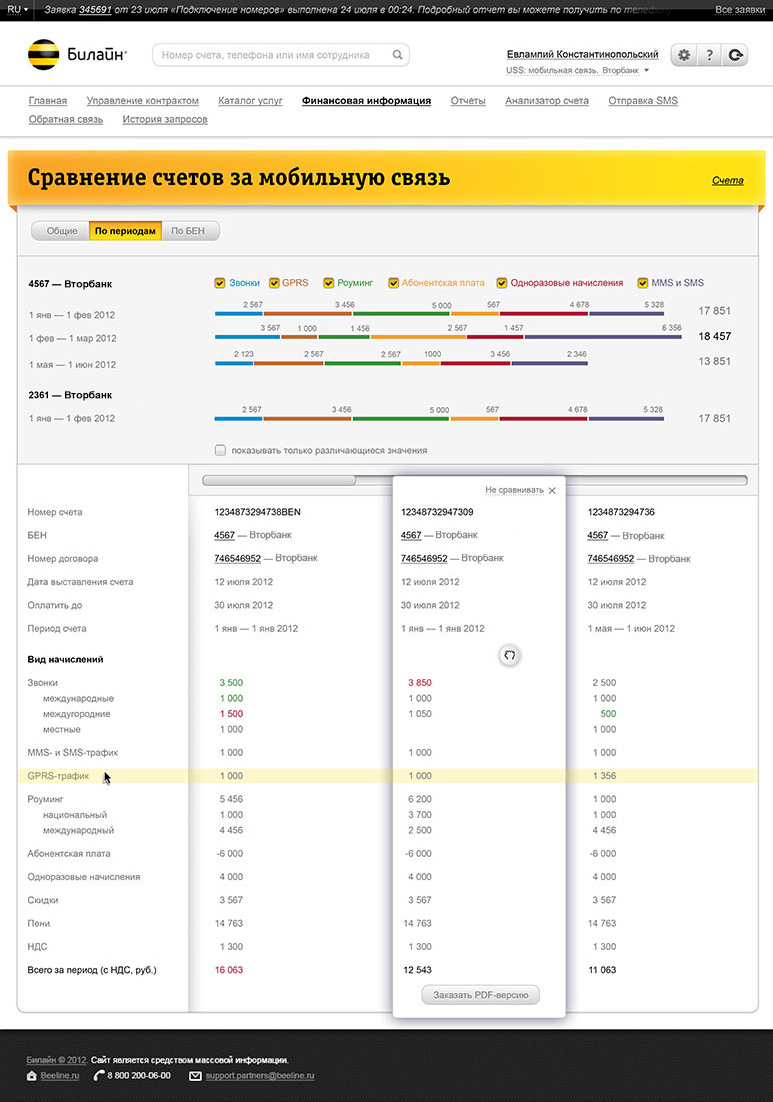 RU Заявка 345691 от 23 июля «Подключение номеров» выполнена 24 июля в 00:24. Подробный отчет вы можете получить по Все заявки
Билайн® Номер счета, телефона или имя сотрудника Евлампий Константинопольский ?
USS: мобильная связь, Вторбанк
Главная Управление контрактом Каталог услуг Финансовая информация Отчеты Анализатор счета Отправка SMS
Обратная связь История запросов
Сравнение счетов за мобильную связь Счета
Общие По периодам По БЕН
4567 — Вторбанк Звонки GPRS Роуминг Абонентская плата Одноразовые начисления MMS и SMS
1 янв — 1 фев 2012 2 567 3 456 5 000 567 4 678 5 328 17 851
1 фев — 1 мар 2012 3 567 1 000 1 456 2 567 1 457 6 356 18 457
1 мая — 1 июн 2012 2 123 2 567 2 567 1000 3 456 2 346 13 851
2361 — Вторбанк
1 янв — 1 фев 2012 2 567 3 456 5 000 567 4 678 5 328 17 851
показывать только различающиеся значения
Не сравнивать
Номер счета 1234873294738BEN 12348732947309 1234873294736
БЕН 4567 — Вторбанк 4567 — Вторбанк 4567 — Вторбанк
Номер договора 746546952 — Вторбанк 746546952 — Вторбанк 746546952 — Вторбанк
Дата выставления счета 12 июля 2012 12 июля 2012 12 июля 2012
Оплатить до 30 июля 2012 30 июля 2012 30 июля 2012
Период счета 1 янв — 1 янв 2012 1 янв — 1 янв 2012 1 мая — 1 июн 2012
Вид начислений
Звонки 3 500 3 850 2 500
международные 1 000 1 000 1 000
междугородние 1 500 1 050 500
местные 1 000 1 000
MMS- и SMS-трафик 1 000 1 000 1 000
GPRS-трафик 1 000 1 000 1 356
Роуминг 5 456 6 200 1 000
национальный 1 000 3 700 1 000
международный 4 456 2 500 4 456
Абонентская плата -6 000 -6 000 -6 000
Одноразовые начисления 4 000 4 000 4 000
Скидки 3 567 3 567 3 567
Пени 14 763 14 763 14 763
НДС 1 300 1 300 1 300
Всего за период (с НДС, руб.) 16 063 12 543 11 063
Заказать PDF-версию
Билайн © 2012. Сайт является средством массовой информации.
Beeline.ru 8 800 200-06-00 support.partners@beeline.ru